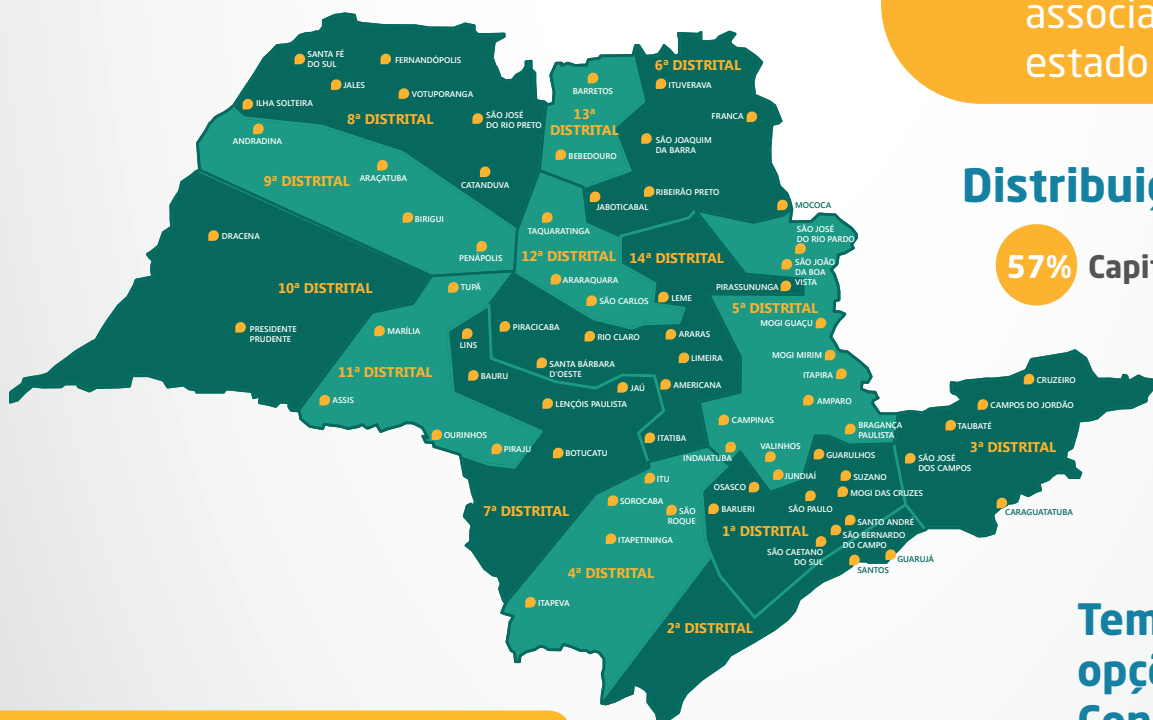 associa
estado
Distribuiç
57% Capi
Tem
opçõ
SANTA FÉ
DO SUL
FERNANDÓPOLIS
JALES
VOTUPORANGA
ILHA SOLTEIRA
8ª DISTRITAL
SÃO JOSÉ
DO RIO PRETO
ANDRADINA
9ª DISTRITAL
ARAÇATUBA
CATANDUVA
BIRIGUI
PENÁPOLIS
BARRETOS
13ª
DISTRITAL
BEBEDOURO
6ª DISTRITAL
ITUVERAVA
FRANCA
SÃO JOAQUIM
DA BARRA
RIBEIRÃO PRETO
JABOTICABAL
MOCOCA
TAQUARATINGA
12ª DISTRITAL
ARARAQUARA
SÃO CARLOS
14ª DISTRITAL
SÃO JOSÉ
DO RIO PARDO
SÃO JOÃO
DA BOA
VISTA
PIRASSUNUNGA
LEME
5ª DISTRITAL
MOGI GUAÇU
DRACENA
10ª DISTRITAL
PRESIDENTE
PRUDENTE
TUPÃ
MARÍLIA
11ª DISTRITAL
ASSIS
OURINHOS
PIRAJU
LINS
BAURU
PIRACICABA
RIO CLARO
ARARAS
LIMEIRA
SANTA BÁRBARA
D'OESTE
JAÚ
AMERICANA
LENÇÓIS PAULISTA
BOTUCATU
ITATIBA
MOGI MIRIM
ITAPIRA
AMPARO
CAMPINAS
BRAGANÇA
PAULISTA
VALINHOS
INDAIATUBA
JUNDIAÍ
GUARULHOS
CRUZEIRO
CAMPOS DO JORDÃO
TAUBATÉ
3ª DISTRITAL
SÃO JOSÉ
DOS CAMPOS
CARAGUATATUBA
7ª DISTRITAL
ITU
SOROCABA
SÃO
ROQUE
ITAPETININGA
4ª DISTRITAL
ITAPEVA
OSASCO
SUZANO
MOGI DAS CRUZES
BARUERI
SÃO PAULO
1ª DISTRITAL
SANTO ANDRÉ
SÃO BERNARDO
DO CAMPO
SÃO CAETANO
DO SUL
GUARUJÁ
SANTOS
2ª DISTRITAL